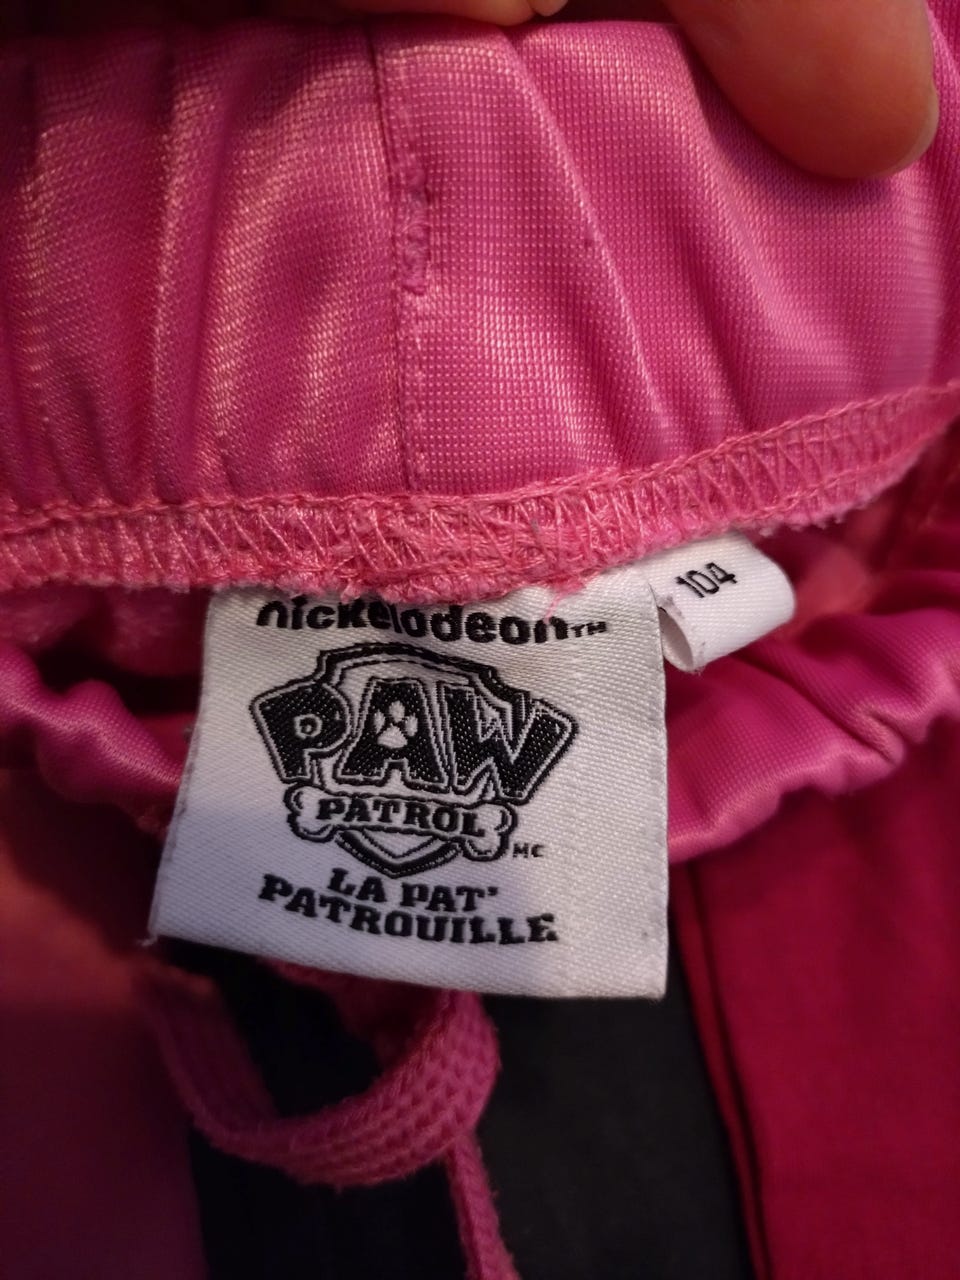 nickelodeon™
PAW
PATROL
MC
LA PAT'
PATROUILLE
104